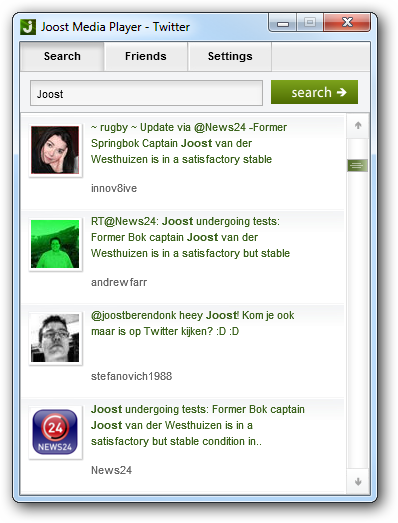 Joost Media Player - Twitter
Search Friends Settings
Joost search
~ rugby ~ Update via @News24 -Former
Springbok Captain Joost van der
Westhuizen is in a satisfactory stable
innov8ive
RT@News24: Joost undergoing tests:
Former Bok captain Joost van der
Westhuizen is in a satisfactory but stable
andrewfarr
@joostberendonk heey Joost! Kom je ook
maar is op Twitter kijken? :D :D
stefanovich1988
Joost undergoing tests: Former Bok captain
Joost van der Westhuizen is in a
satisfactory but stable condition in..
24
NEWS24
News24